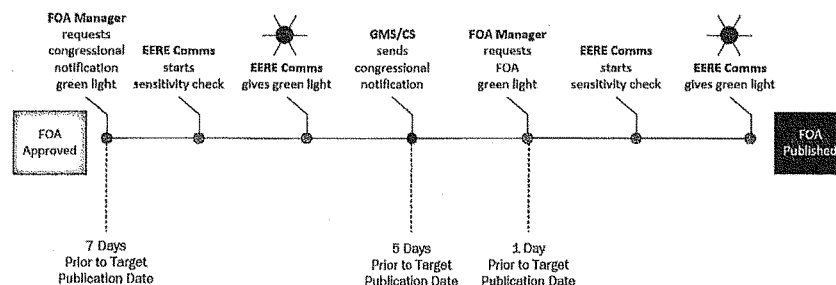 FOA Manager
requests
congressional
notification
green light
EERE Comms
starts
sensitivity check
EERE Comms
gives green light
GMS/CS
sends
congressional
notification
FOA Manager
requests
FOA
green light
EERE Comms
starts
sensitivity check
EERE Comms
gives green light
FOA
Approved
FOA
Published
7 Days
Prior to Target
Publication Date
5 Days
Prior to Target
Publication Date
1 Day
Prior to Target
Publication Date